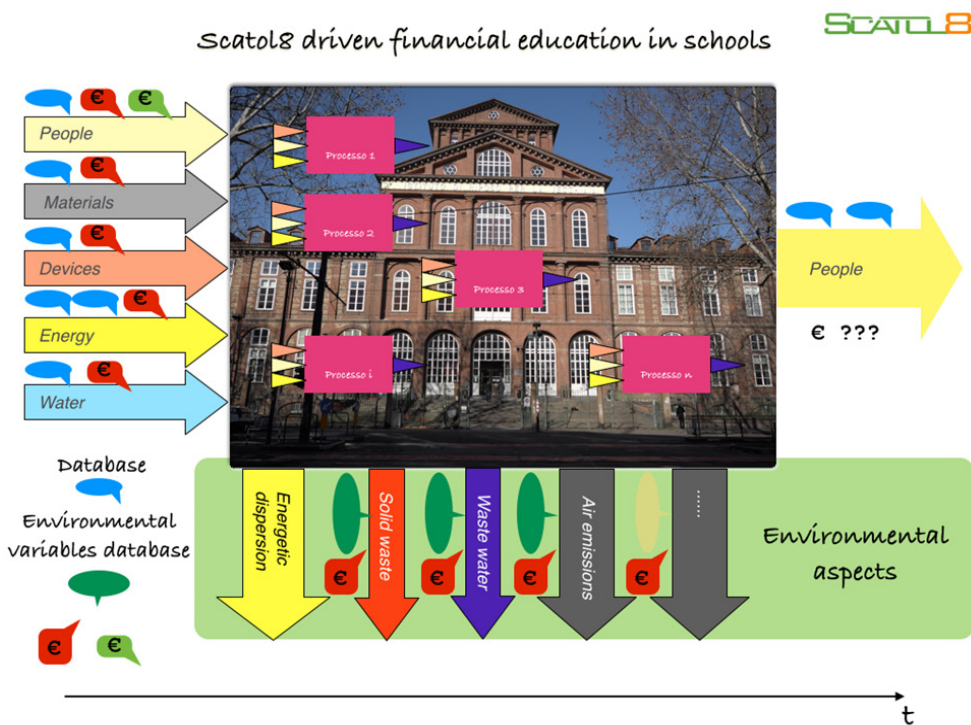 Scatol8 driven financial education in schools
SCATOL8
€ €
People
€
Materials
€
Devices
€
Energy
€
Water
Processo 1
Processo 2
Processo 3
Processo i
Processo n
People
€ ???
Database
Environmental
variables database
€ €
Energetic
dispersion
€
Solid waste
€
Waste water
€
Air emissions
€
......
Environmental
aspects
t